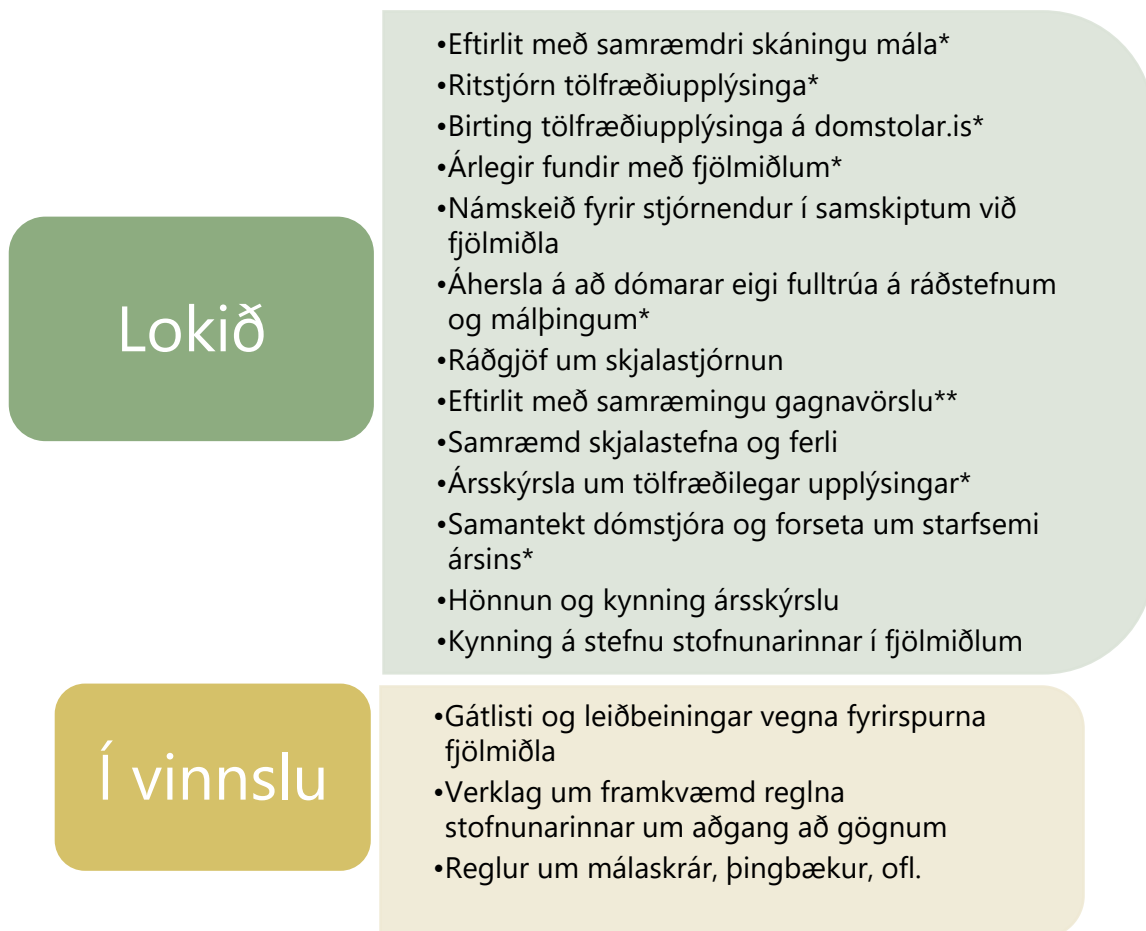 Lokið
•Eftirlit með samræmdri skáningu mála*
•Ritstjórn tölfræðiupplýsinga*
•Birting tölfræðiupplýsinga á domstolar.is*
•Árlegir fundir með fjölmiðlum*
•Námskeið fyrir stjórnendur í samskiptum við
fjölmiðla
•Áhersla á að dómarar eigi fulltrúa á ráðstefnum
og málþingum*
•Ráðgjöf um skjalastjórnun
•Eftirlit með samræmingu gagnavörslu**
•Samræmd skjalastefna og ferli
•Ársskýrsla um tölfræðilegar upplýsingar*
•Samantekt dómstjóra og forseta um starfsemi
ársins*
•Hönnun og kynning ársskýrslu
•Kynning á stefnu stofnunarinnar í fjölmiðlum
Í vinnslu
•Gátlisti og leiðbeiningar vegna fyrirspurna
fjölmiðla
•Verklag um framkvæmd reglna
stofnunarinnar um aðgang að gögnum
•Reglur um málaskrár, þingbækur, ofl.